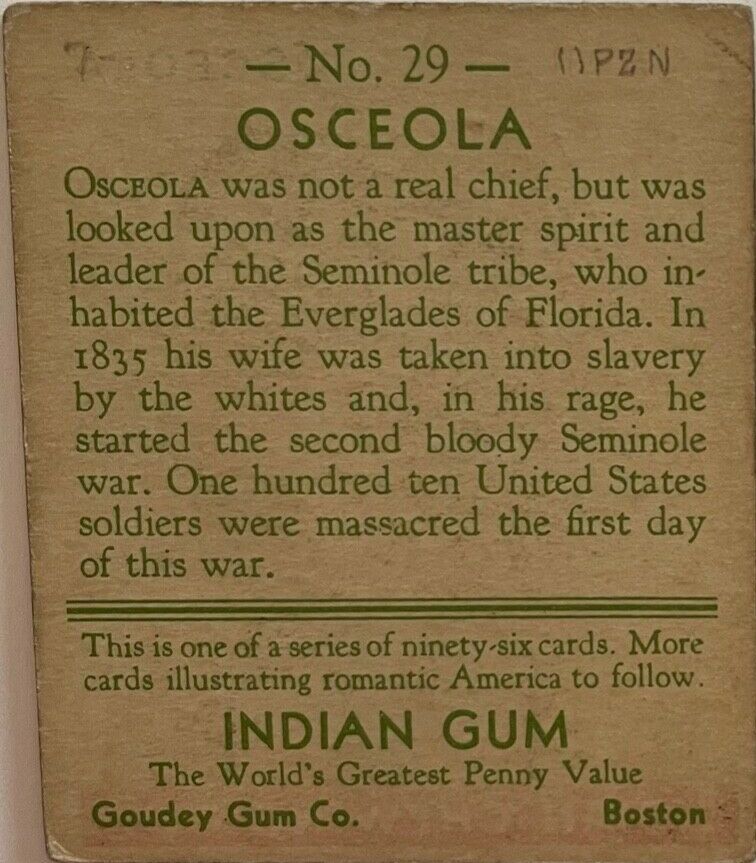 — No. 29 —
OSCEOLA
OSCEOLA was not a real chief, but was
looked upon as the master spirit and
leader of the Seminole tribe, who in-
habited the Everglades of Florida. In
1835 his wife was taken into slavery
by the whites and, in his rage, he
started the second bloody Seminole
war. One hundred ten United States
soldiers were massacred the first day
of this war.
This is one of a series of ninety-six cards. More
cards illustrating romantic America to follow.
INDIAN GUM
The World's Greatest Penny Value
Goudey Gum Co. Boston